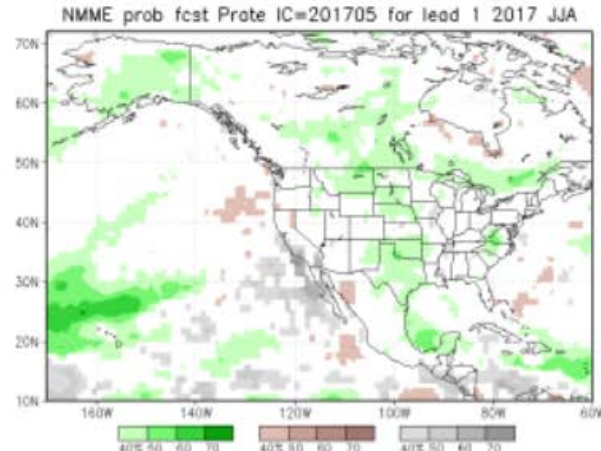 NMME prob fcst Prate IC=201705 for lead 1 2017 JJA
70N
60N
50N
40N
30N
20N
10N
160W 140W 120W 100W 80W 60W
40% 50 60 70 40% 50 60 70 40% 50 60 70